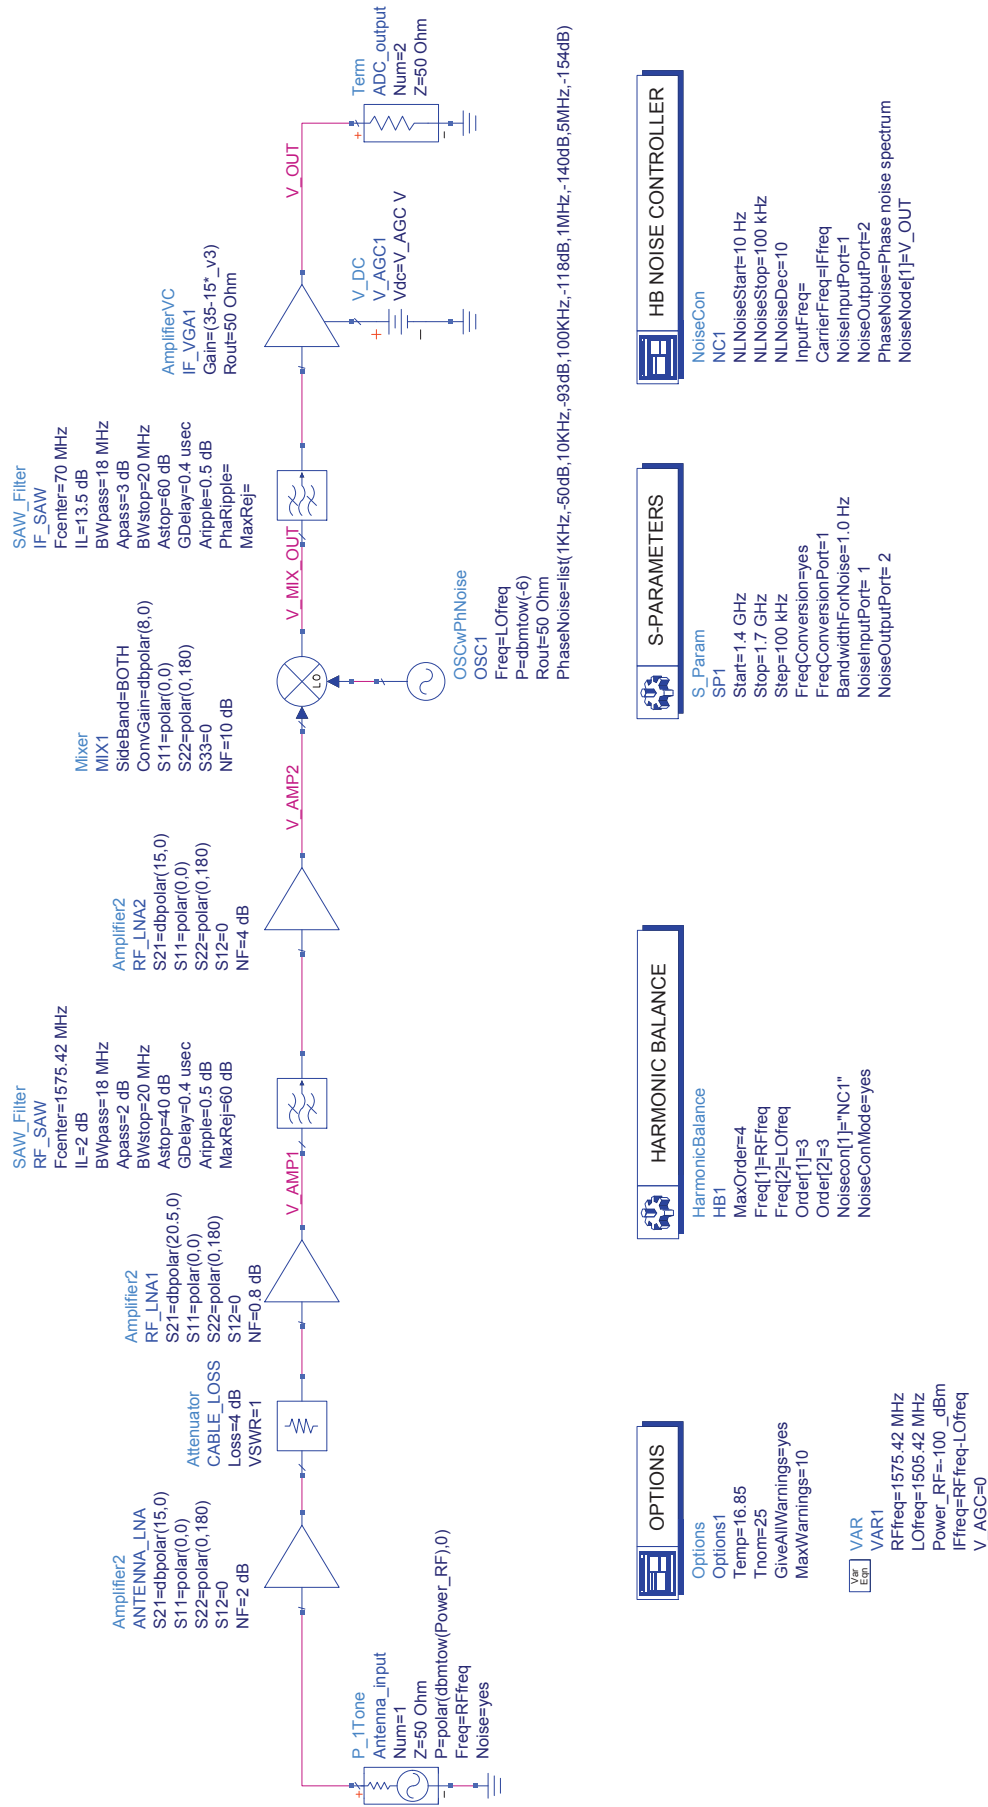 P_1Tone
Antenna_input
Num=1
Z=50 Ohm
P=polar(dbmtow(Power_RF),0)
Freq=RFfreq
Noise=yes
+
-
Amplifier2
ANTENNA_LNA
S21=dbpolar(15,0)
S11=polar(0,0)
S22=polar(0,180)
S12=0
NF=2 dB
Attenuator
CABLE_LOSS
Loss=4 dB
VSWR=1
Amplifier2
RF_LNA1
S21=dbpolar(20.5,0)
S11=polar(0,0)
S22=polar(0,180)
S12=0
NF=0.8 dB
V_AMP1
SAW_Filter
RF_SAW
Fcenter=1575.42 MHz
IL=2 dB
BWpass=18 MHz
Apass=2 dB
BWstop=20 MHz
Astop=40 dB
GDelay=0.4 usec
Aripple=0.5 dB
MaxRej=60 dB
Amplifier2
RF_LNA2
S21=dbpolar(15,0)
S11=polar(0,0)
S22=polar(0,180)
S12=0
NF=4 dB
V_AMP2
Mixer
MIX1
SideBand=BOTH
ConvGain=dbpolar(8,0)
S11=polar(0,0)
S22=polar(0,180)
S33=0
NF=10 dB
LO
V_MIX_OUT
OSCwPhNoise
OSC1
Freq=LOfreq
P=dbmtow(-6)
Rout=50 Ohm
PhaseNoise=list(1KHz,-50dB,10KHz,-93dB,100KHz,-118dB,1MHz,-140dB,5MHz,-154dB)
SAW_Filter
IF_SAW
Fcenter=70 MHz
IL=13.5 dB
BWpass=18 MHz
Apass=3 dB
BWstop=20 MHz
Astop=60 dB
GDelay=0.4 usec
Aripple=0.5 dB
PhaRipple=
MaxRej=
AmplifierVC
IF_VGA1
Gain=(35-15*_v3)
Rout=50 Ohm
V_DC
V_AGC1
Vdc=V_AGC V
+
-
V_OUT
Term
ADC_output
Num=2
Z=50 Ohm
+
-
OPTIONS
Options
Options1
Temp=16.85
Tnom=25
GiveAllWarnings=yes
MaxWarnings=10
Var
Eqn
VAR
VAR1
RFfreq=1575.42 MHz
LOfreq=1505.42 MHz
Power_RF=-100 _dBm
IFfreq=RFfreq-LOfreq
V_AGC=0
HARMONIC BALANCE
HarmonicBalance
HB1
MaxOrder=4
Freq[1]=RFfreq
Freq[2]=LOfreq
Order[1]=3
Order[2]=3
Noisecon[1]="NC1"
NoiseConMode=yes
S-PARAMETERS
S_Param
SP1
Start=1.4 GHz
Stop=1.7 GHz
Step=100 kHz
FreqConversion=yes
FreqConversionPort=1
BandwidthForNoise=1.0 Hz
NoiseInputPort= 1
NoiseOutputPort= 2
HB NOISE CONTROLLER
NoiseCon
NC1
NLNoiseStart=10 Hz
NLNoiseStop=100 kHz
NLNoiseDec=10
InputFreq=
CarrierFreq=IFfreq
NoiseInputPort=1
NoiseOutputPort=2
PhaseNoise=Phase noise spectrum
NoiseNode[1]=V_OUT